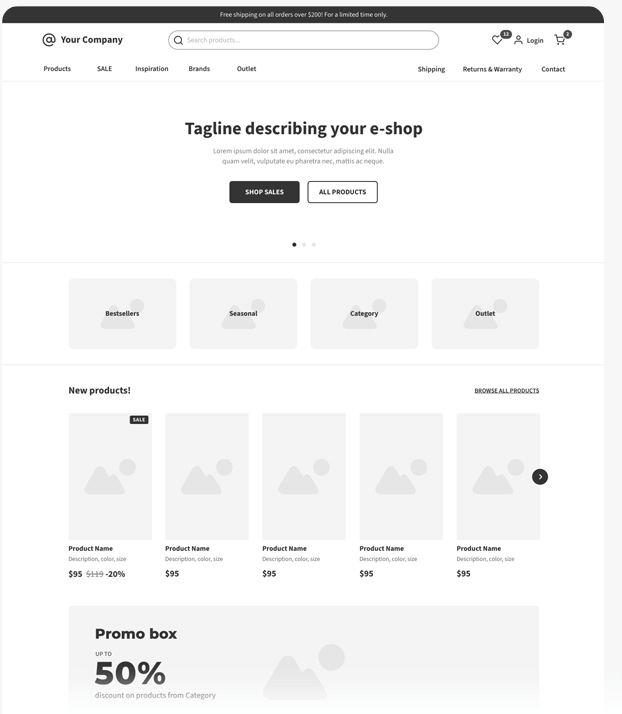 Free shipping on all orders over $200! For a limited time only.
@ Your Company
Search products...
12
Login
2
Products SALE Inspiration Brands Outlet
Shipping Returns & Warranty Contact
Tagline describing your e-shop
Lorem ipsum dolor sit amet, consectetur adipiscing elit. Nulla
quam velit, vulputate eu pharetra nec, mattis ac neque.
SHOP SALES ALL PRODUCTS
Bestsellers Seasonal Category Outlet
New products!
BROWSE ALL PRODUCTS
SALE
Product Name Product Name Product Name Product Name Product Name
Description, color, size Description, color, size Description, color, size Description, color, size Description, color, size
$95 $119 -20% $95 $95 $95 $95
Promo box
UP TO
50%
discount on products from Category